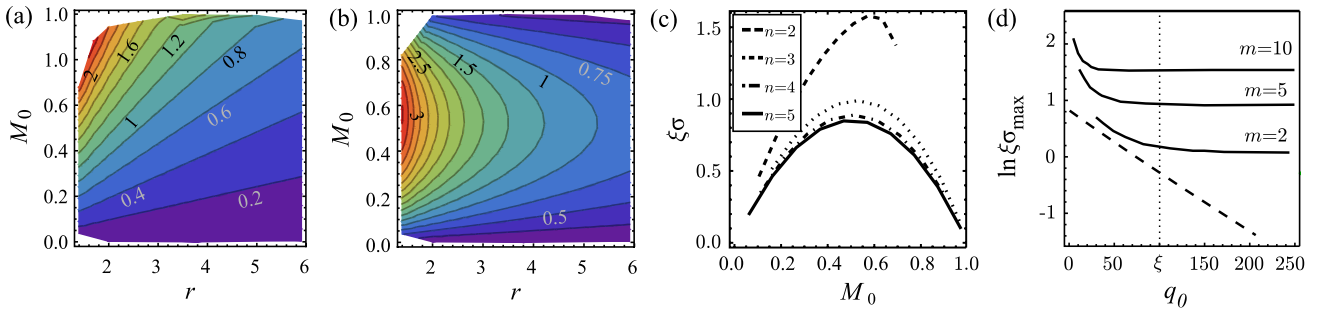 (a)
M0
1.0
0.8
0.6
0.4
0.2
0.0
2
1.6
1.2
0.8
1
0.6
0.4
0.2
2 3 4 5 6
r
(b)
M0
1.0
0.8
0.6
0.4
0.2
0.0
2.5
1.5
1
0.75
3
0.5
2 3 4 5 6
r
(c)
ξσ
1.5
1.0
0.5
0.0
n=2
n=3
n=4
n=5
0.0 0.2 0.4 0.6 0.8 1.0
M0
(d)
ln ξσmax
2
1
0
-1
m=10
m=5
m=2
0 50 ξ 150 200 250
q0